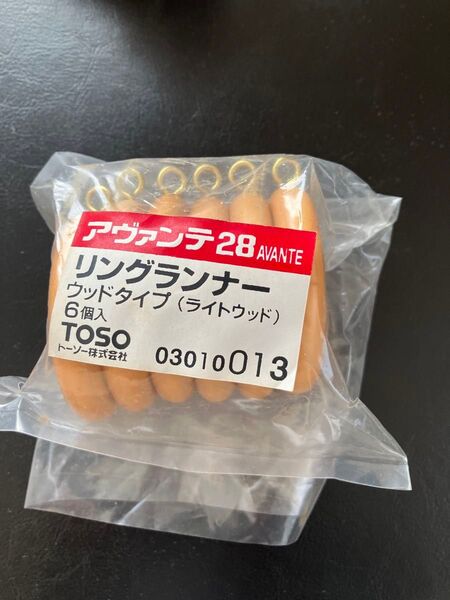 アヴァンテ28 AVANTE
リングランナー
ウッドタイプ（ライトウッド）
6個入
TOSO
トーソー株式会社
03010013